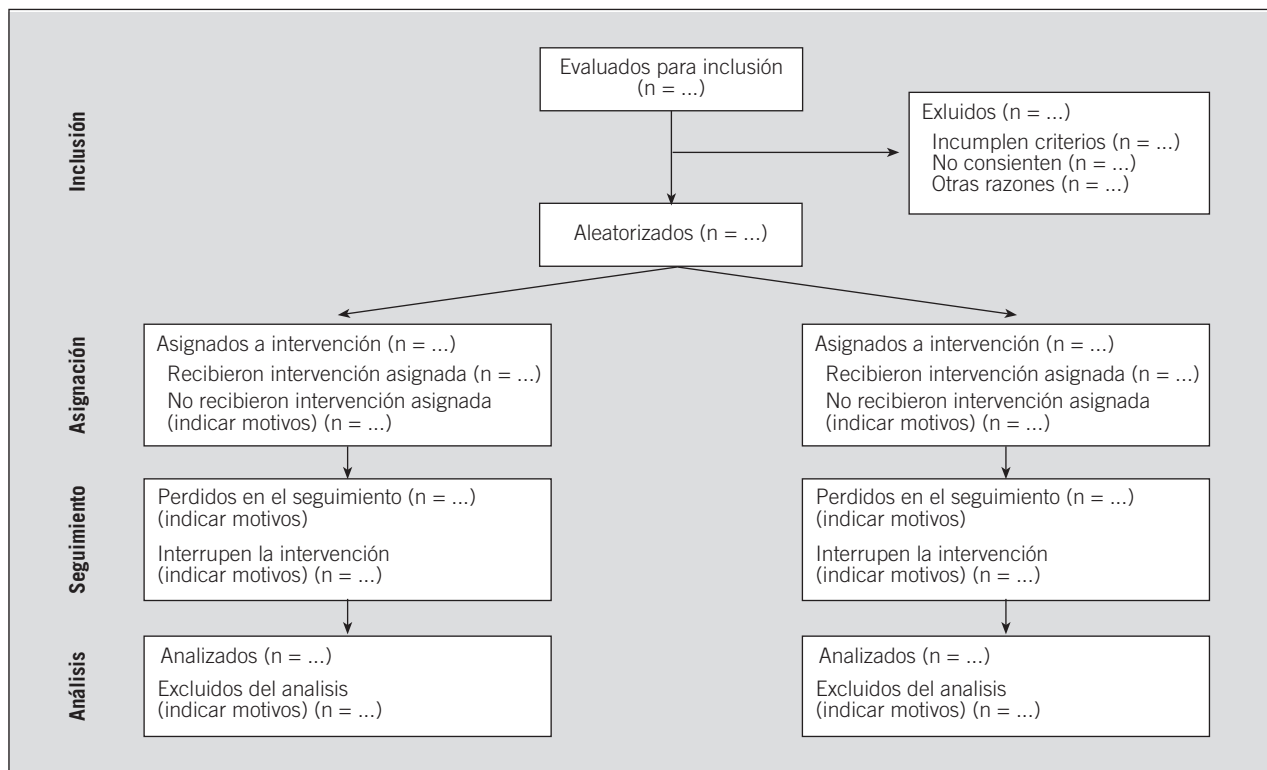 Evaluados para inclusión
(n = ...)
Exluidos (n = ...)
Incumplen criterios (n = ...)
No consienten (n = ...)
Otras razones (n = ...)
Inclusión
Aleatorizados (n = ...)
Asignación
Asignados a intervención (n = ...)
Recibieron intervención asignada (n = ...)
No recibieron intervención asignada
(indicar motivos) (n = ...)
Asignados a intervención (n = ...)
Recibieron intervención asignada (n = ...)
No recibieron intervención asignada
(indicar motivos) (n = ...)
Seguimiento
Perdidos en el seguimiento (n = ...)
(indicar motivos)
Interrupen la intervención
(indicar motivos) (n = ...)
Perdidos en el seguimiento (n = ...)
(indicar motivos)
Interrupen la intervención
(indicar motivos) (n = ...)
Análisis
Analizados (n = ...)
Excluidos del analisis
(indicar motivos) (n = ...)
Analizados (n = ...)
Excluidos del analisis
(indicar motivos) (n = ...)